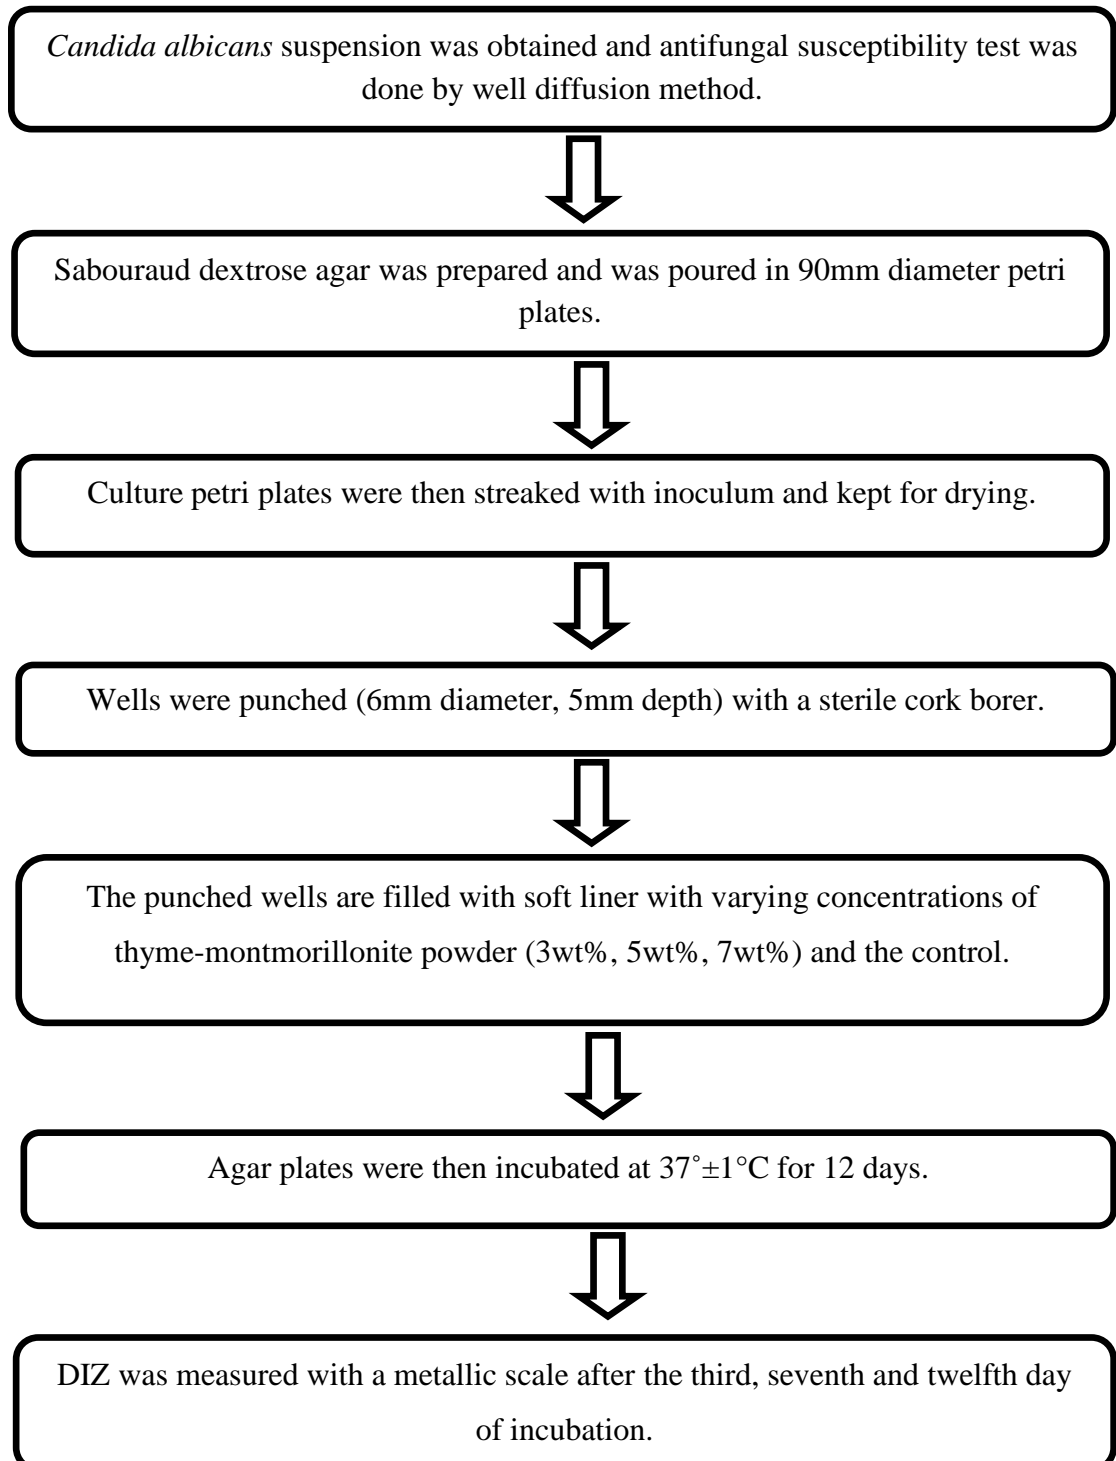 Candida albicans suspension was obtained and antifungal susceptibility test was
done by well diffusion method.
Sabouraud dextrose agar was prepared and was poured in 90mm diameter petri
plates.
Culture petri plates were then streaked with inoculum and kept for drying.
Wells were punched (6mm diameter, 5mm depth) with a sterile cork borer.
The punched wells are filled with soft liner with varying concentrations of
thyme-montmorillonite powder (3wt%, 5wt%, 7wt%) and the control.
Agar plates were then incubated at 37˚±1°C for 12 days.
DIZ was measured with a metallic scale after the third, seventh and twelfth day
of incubation.